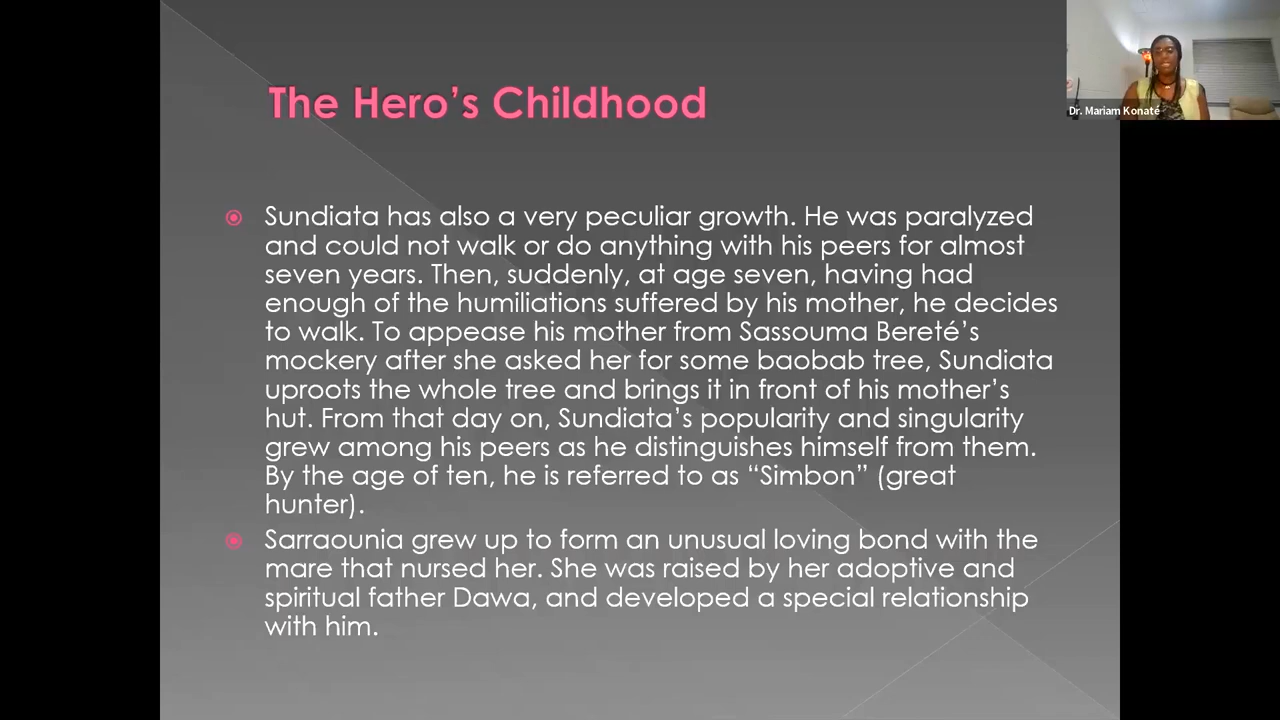 The Hero's Childhood
Dr. Mariam Konaté
Sundiata has also a very peculiar growth. He was paralyzed
and could not walk or do anything with his peers for almost
seven years. Then, suddenly, at age seven, having had
enough of the humiliations suffered by his mother, he decides
to walk. To appease his mother from Sassouma Bereté's
mockery after she asked her for some baobab tree, Sundiata
uproots the whole tree and brings it in front of his mother's
hut. From that day on, Sundiata's popularity and singularity
grew among his peers as he distinguishes himself from them.
By the age of ten, he is referred to as “Simbon” (great
hunter).
Sarraounia grew up to form an unusual loving bond with the
mare that nursed her. She was raised by her adoptive and
spiritual father Dawa, and developed a special relationship
with him.